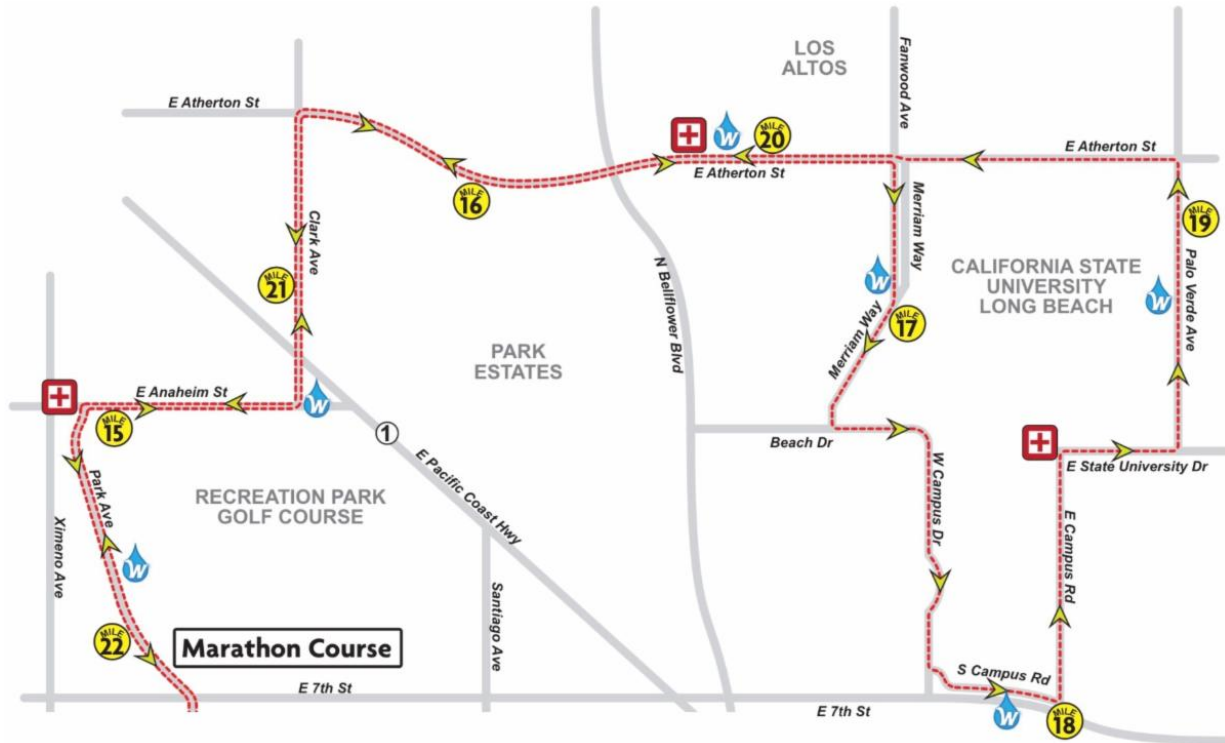 LOS
ALTOS
Fanwood Ave
E Atherton St
W
MILE
20
E Atherton St
E Atherton St
MILE
16
Merriam Way
MILE
19
Clark Ave
MILE
21
N Bellflower Blvd
W
MILE
17
Merriam Way
CALIFORNIA STATE
UNIVERSITY
LONG BEACH
W
Palo Verde Ave
PARK
ESTATES
E Anaheim St
W
MILE
15
1
E Pacific Coast Hwy
Beach Dr
W Campus Dr
E State University Dr
Park Ave
RECREATION PARK
GOLF COURSE
Ximeno Ave
W
Santiago Ave
E Campus Rd
MILE
22
Marathon Course
S Campus Rd
E 7th St
E 7th St
W
MILE
18